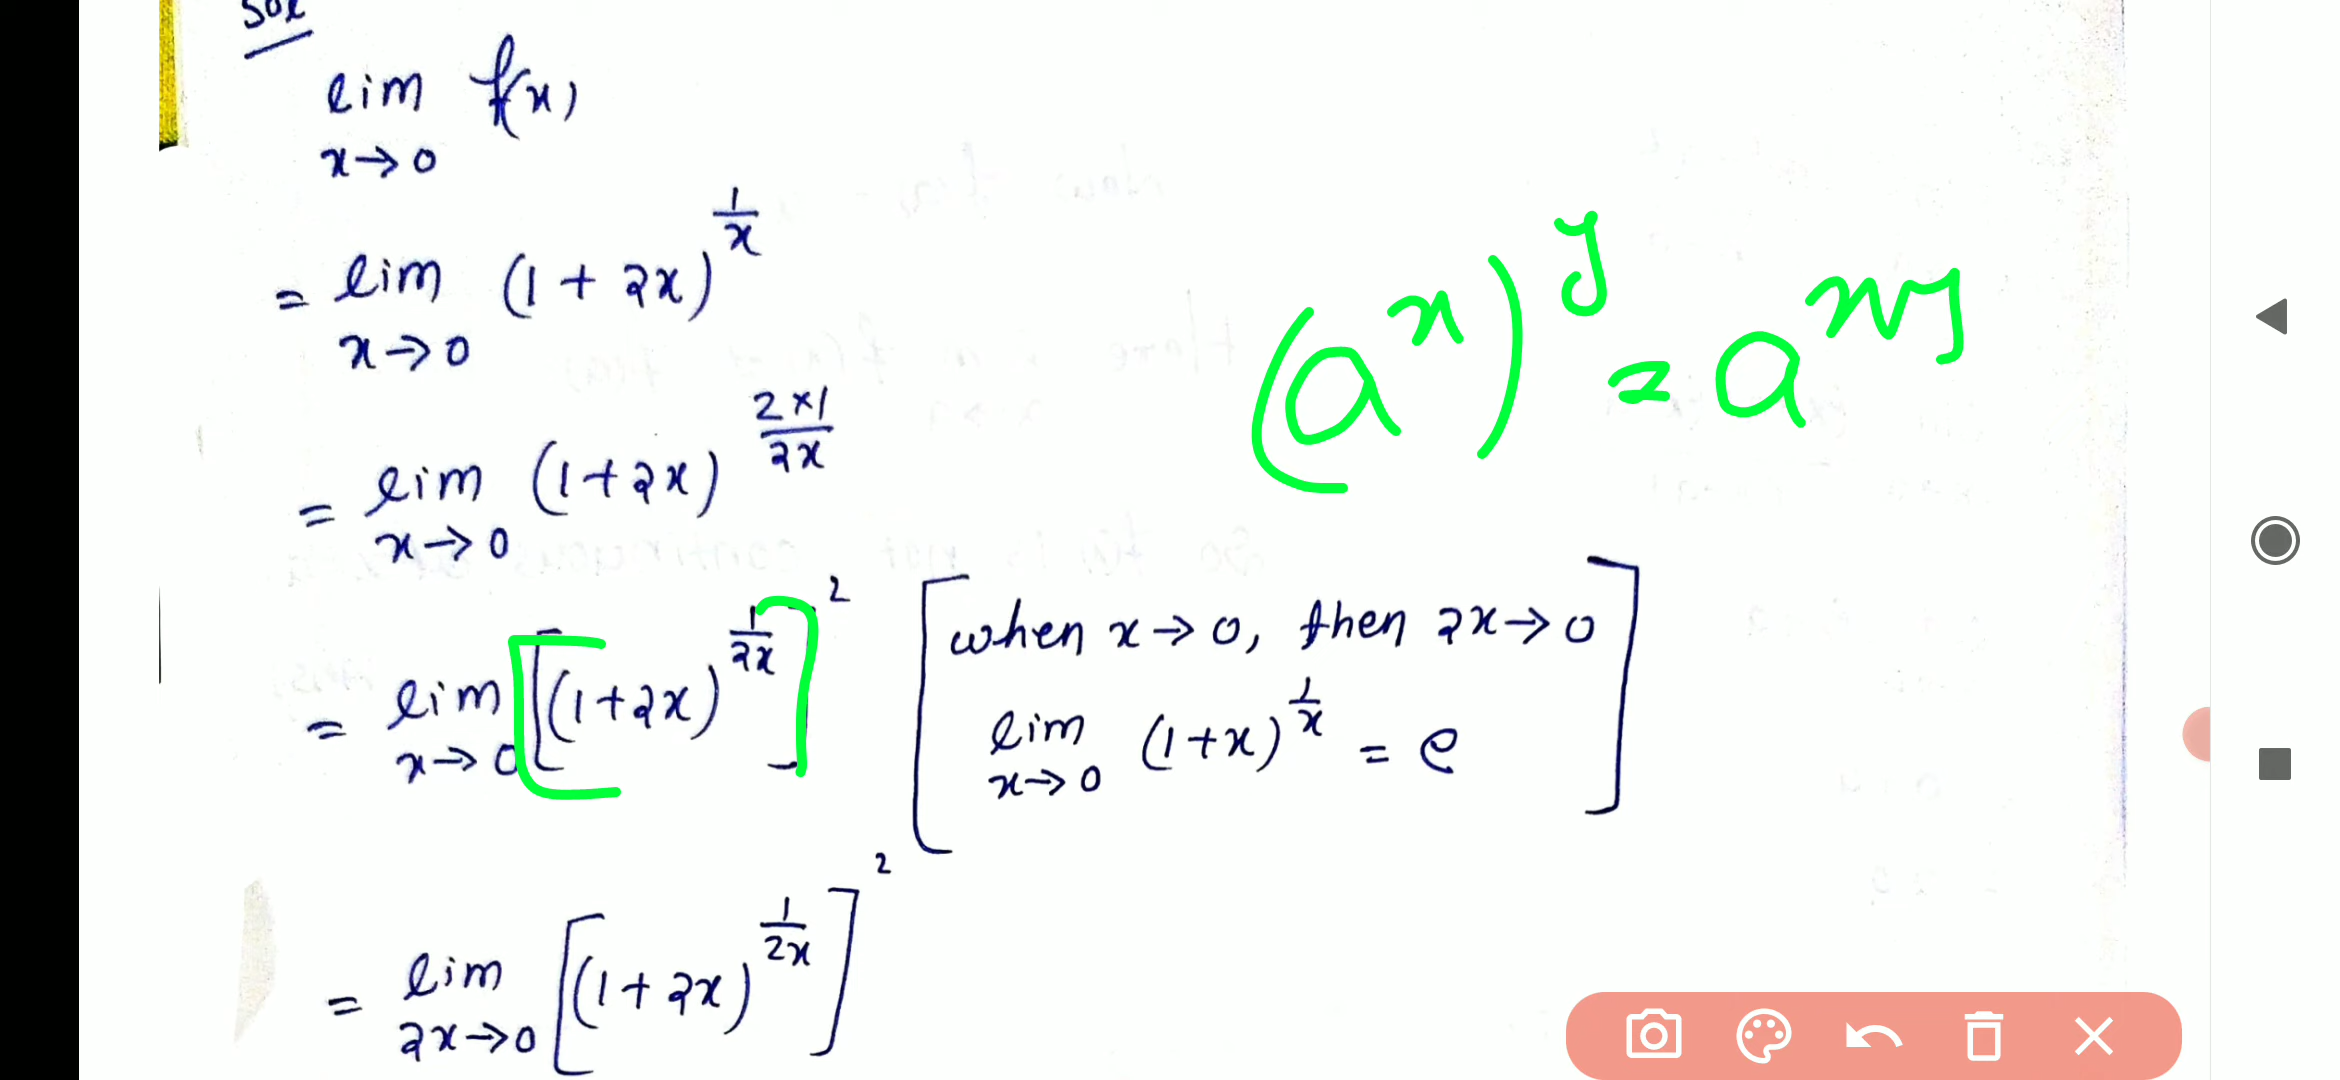 Sol
lim f(x)
x→0
= lim (1 + 2x)^(1/x)
x→0
= lim (1+2x)^(2×1/2x)
x→0
= lim [(1+2x)^(1/2x)]^2
x→0
[when x→0, then 2x→0
lim (1+x)^(1/x) = e]
x→0
= lim [(1+2x)^(1/2x)]^2
2x→0
(a^x)^y = a^xy